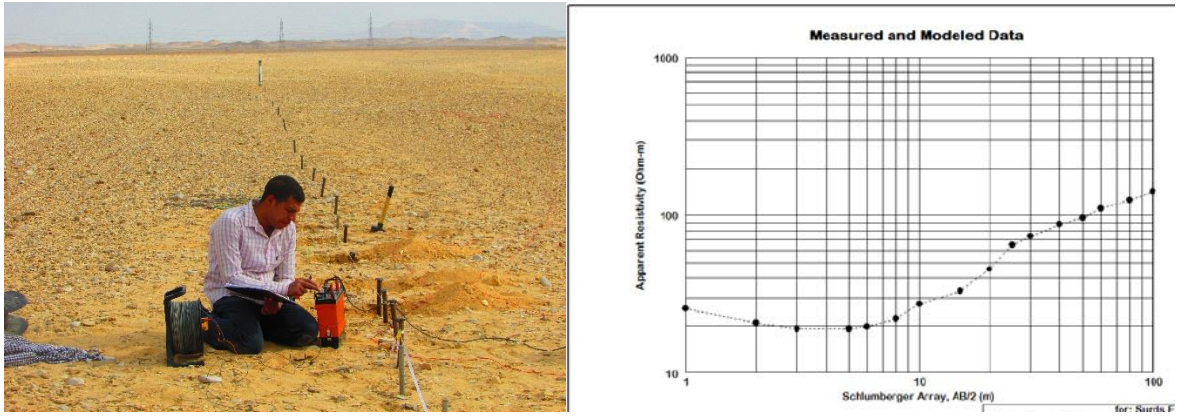 Measured and Modeled Data
1000
100
10
Apparent Resistivity (Ohm-m)
1
10
100
Schlumberger Array, AB/2 (m)
for: Surds